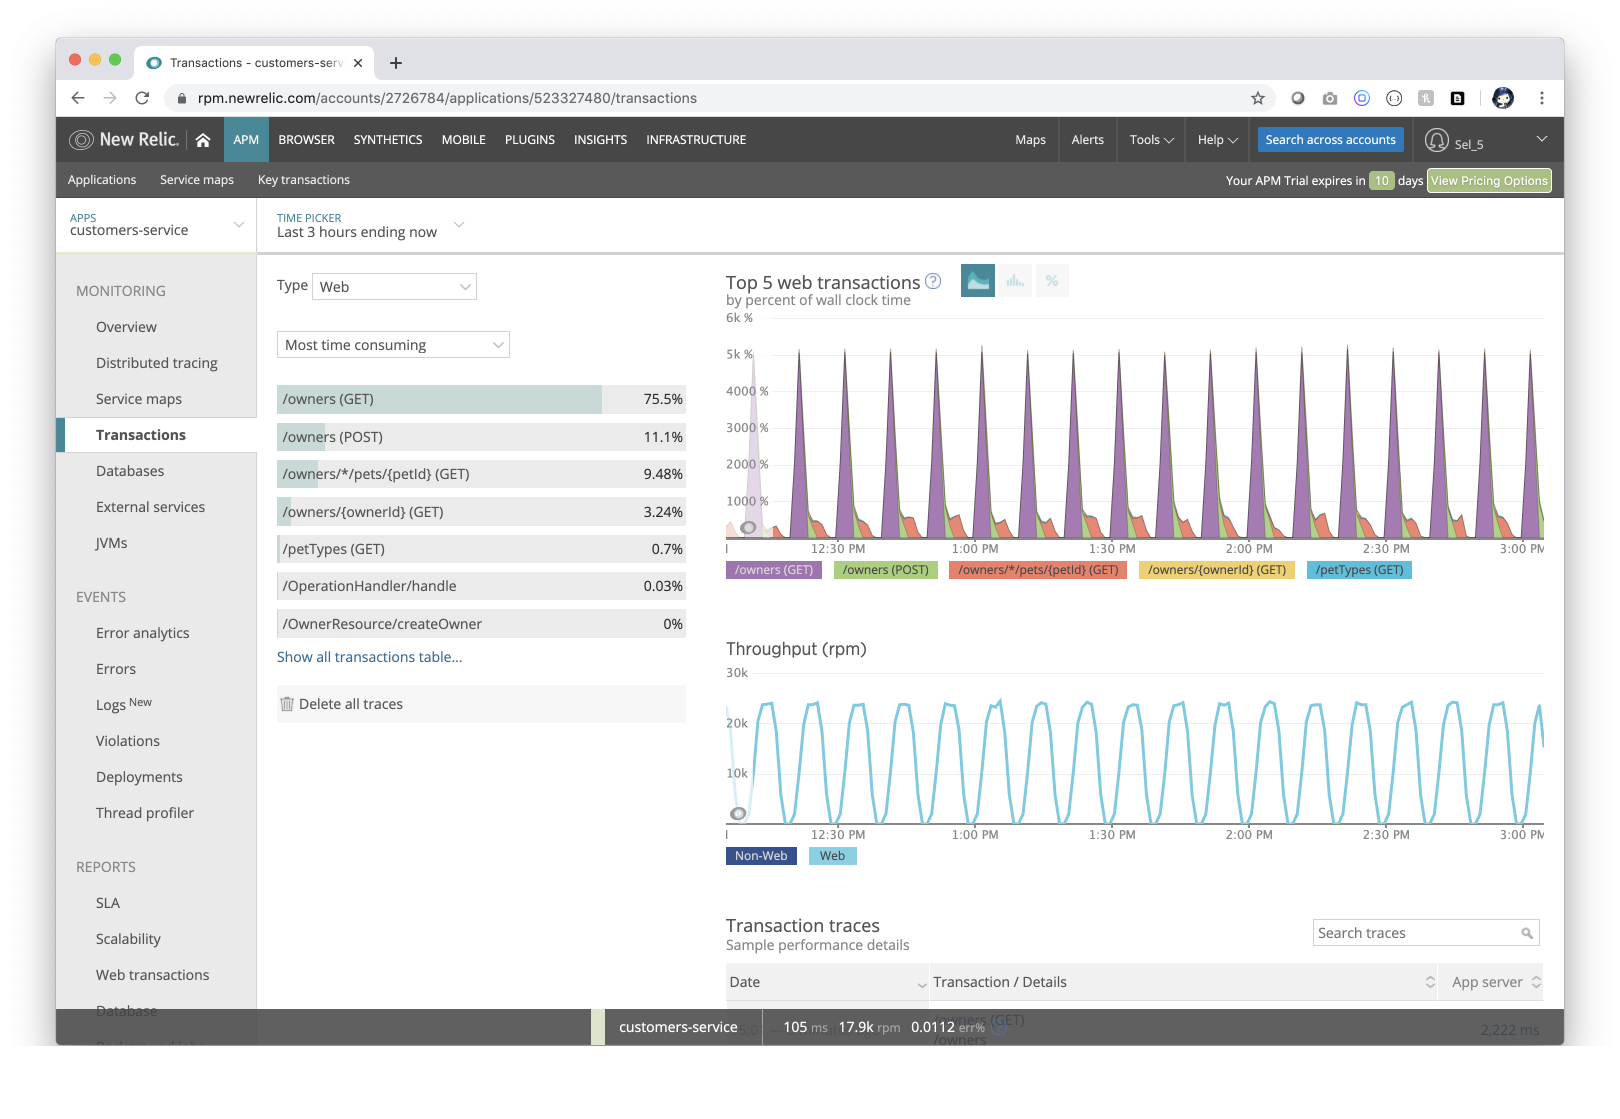 Transactions - customers-serv
rpm.newrelic.com/accounts/2726784/applications/523327480/transactions
New Relic. APM BROWSER SYNTHETICS MOBILE PLUGINS INSIGHTS INFRASTRUCTURE Maps Alerts Tools Help Search across accounts Sel_5
Applications Service maps Key transactions Your APM Trial expires in 10 days View Pricing Options
APPS
customers-service
TIME PICKER
Last 3 hours ending now
MONITORING
Overview
Distributed tracing
Service maps
Transactions
Databases
External services
JVMs
EVENTS
Error analytics
Errors
Logs New
Violations
Deployments
Thread profiler
REPORTS
SLA
Scalability
Web transactions
Database
Type Web
Most time consuming
/owners (GET) 75.5%
/owners (POST) 11.1%
/owners/*/pets/{petId} (GET) 9.48%
/owners/{ownerId} (GET) 3.24%
/petTypes (GET) 0.7%
/OperationHandler/handle 0.03%
/OwnerResource/createOwner 0%
Show all transactions table...
Delete all traces
Top 5 web transactions ? %
by percent of wall clock time
6k %
5k %
4000 %
3000 %
2000 %
1000 %
12:30 PM 1:00 PM 1:30 PM 2:00 PM 2:30 PM 3:00 PM
/owners (GET) /owners (POST) /owners/*/pets/{petId} (GET) /owners/{ownerId} (GET) /petTypes (GET)
Throughput (rpm)
30k
20k
10k
12:30 PM 1:00 PM 1:30 PM 2:00 PM 2:30 PM 3:00 PM
Non-Web Web
Transaction traces
Sample performance details
Search traces
Date Transaction / Details App server
/owners (GET)
/owners
2,222 ms
customers-service 105 ms 17.9k rpm 0.0112 err%